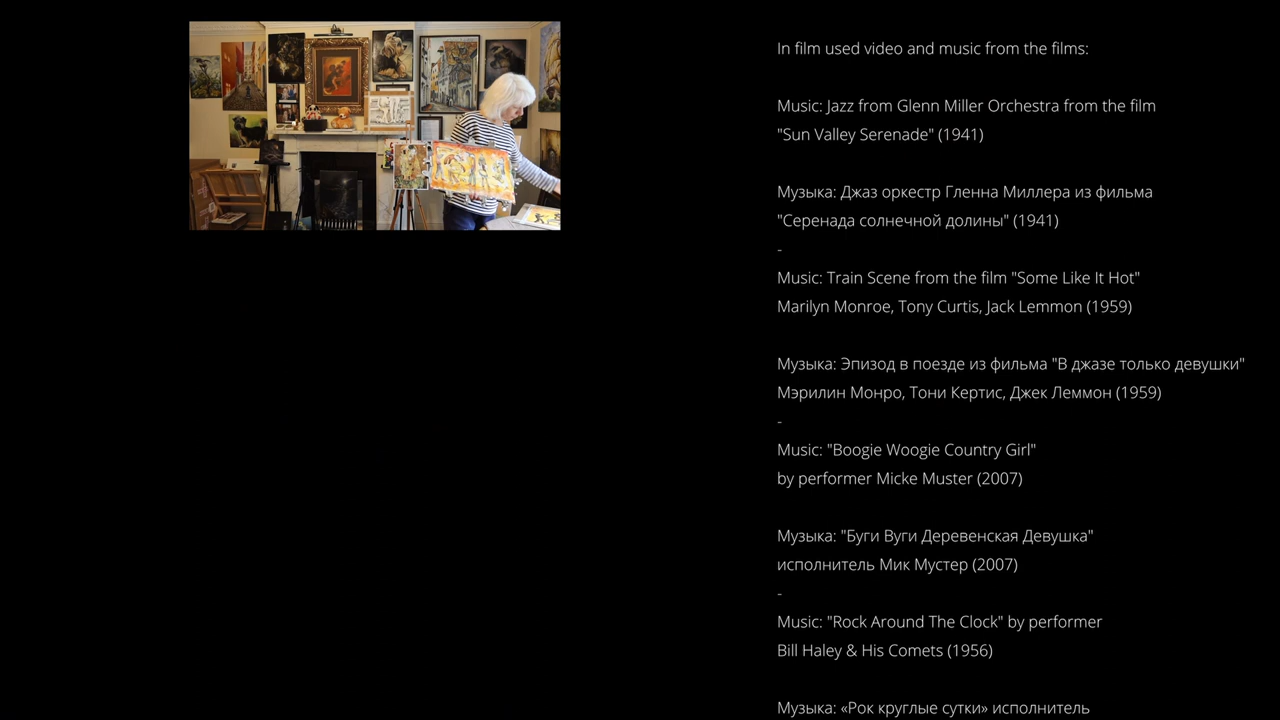 In film used video and music from the films:
Music: Jazz from Glenn Miller Orchestra from the film
"Sun Valley Serenade" (1941)
Музыка: Джаз оркестр Гленна Миллера из фильма
"Серенада солнечной долины" (1941)
-
Music: Train Scene from the film "Some Like It Hot"
Marilyn Monroe, Tony Curtis, Jack Lemmon (1959)
Музыка: Эпизод в поезде из фильма "В джазе только девушки"
Мэрилин Монро, Тони Кертис, Джек Леммон (1959)
-
Music: "Boogie Woogie Country Girl"
by performer Micke Muster (2007)
Музыка: "Буги Вуги Деревенская Девушка"
исполнитель Мик Мустер (2007)
-
Music: "Rock Around The Clock" by performer
Bill Haley & His Comets (1956)
Музыка: «Рок круглые сутки» исполнитель